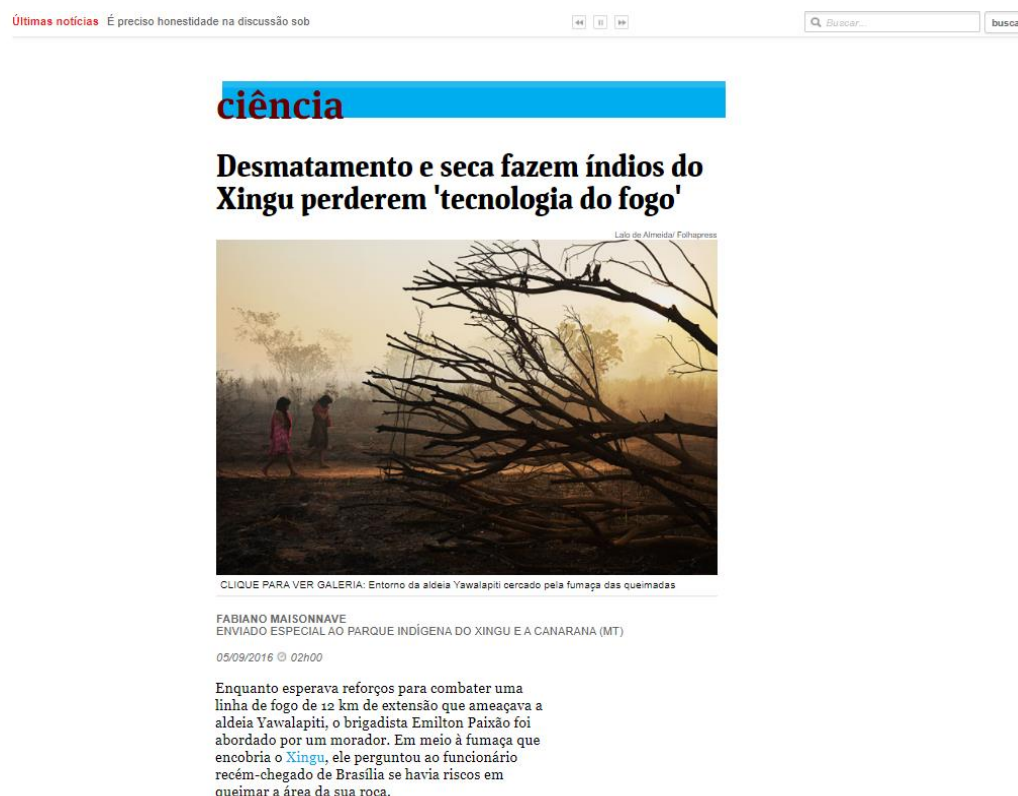 Últimas notícias É preciso honestidade na discussão sob
Buscar...
busca
ciência
Desmatamento e seca fazem índios do
Xingu perderem 'tecnologia do fogo'
Lalo de Almeida/ Folhapress
CLIQUE PARA VER GALERIA: Entorno da aldeia Yawalapiti cercado pela fumaça das queimadas
FABIANO MAISONNAVE
ENVIADO ESPECIAL AO PARQUE INDÍGENA DO XINGU E A CANARANA (MT)
05/09/2016 02h00
Enquanto esperava reforços para combater uma
linha de fogo de 12 km de extensão que ameaçava a
aldeia Yawalapiti, o brigadista Emilton Paixão foi
abordado por um morador. Em meio à fumaça que
encobria o Xingu, ele perguntou ao funcionário
recém-chegado de Brasília se havia riscos em
queimar a área da sua roça.